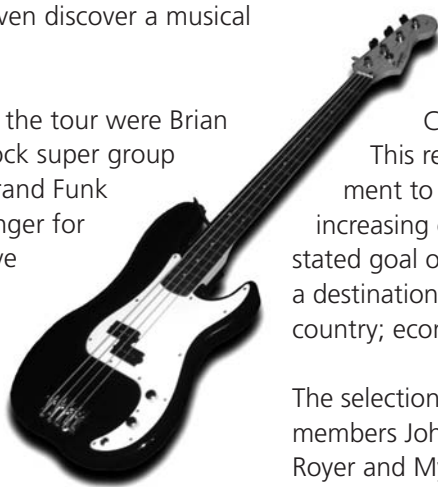 ven discover a musical
the tour were Brian
ock super group
rand Funk
nger for
ve
C
This re
ment to
increasing
stated goal o
a destination
country; econ
The selection
members Joh
Royer and My